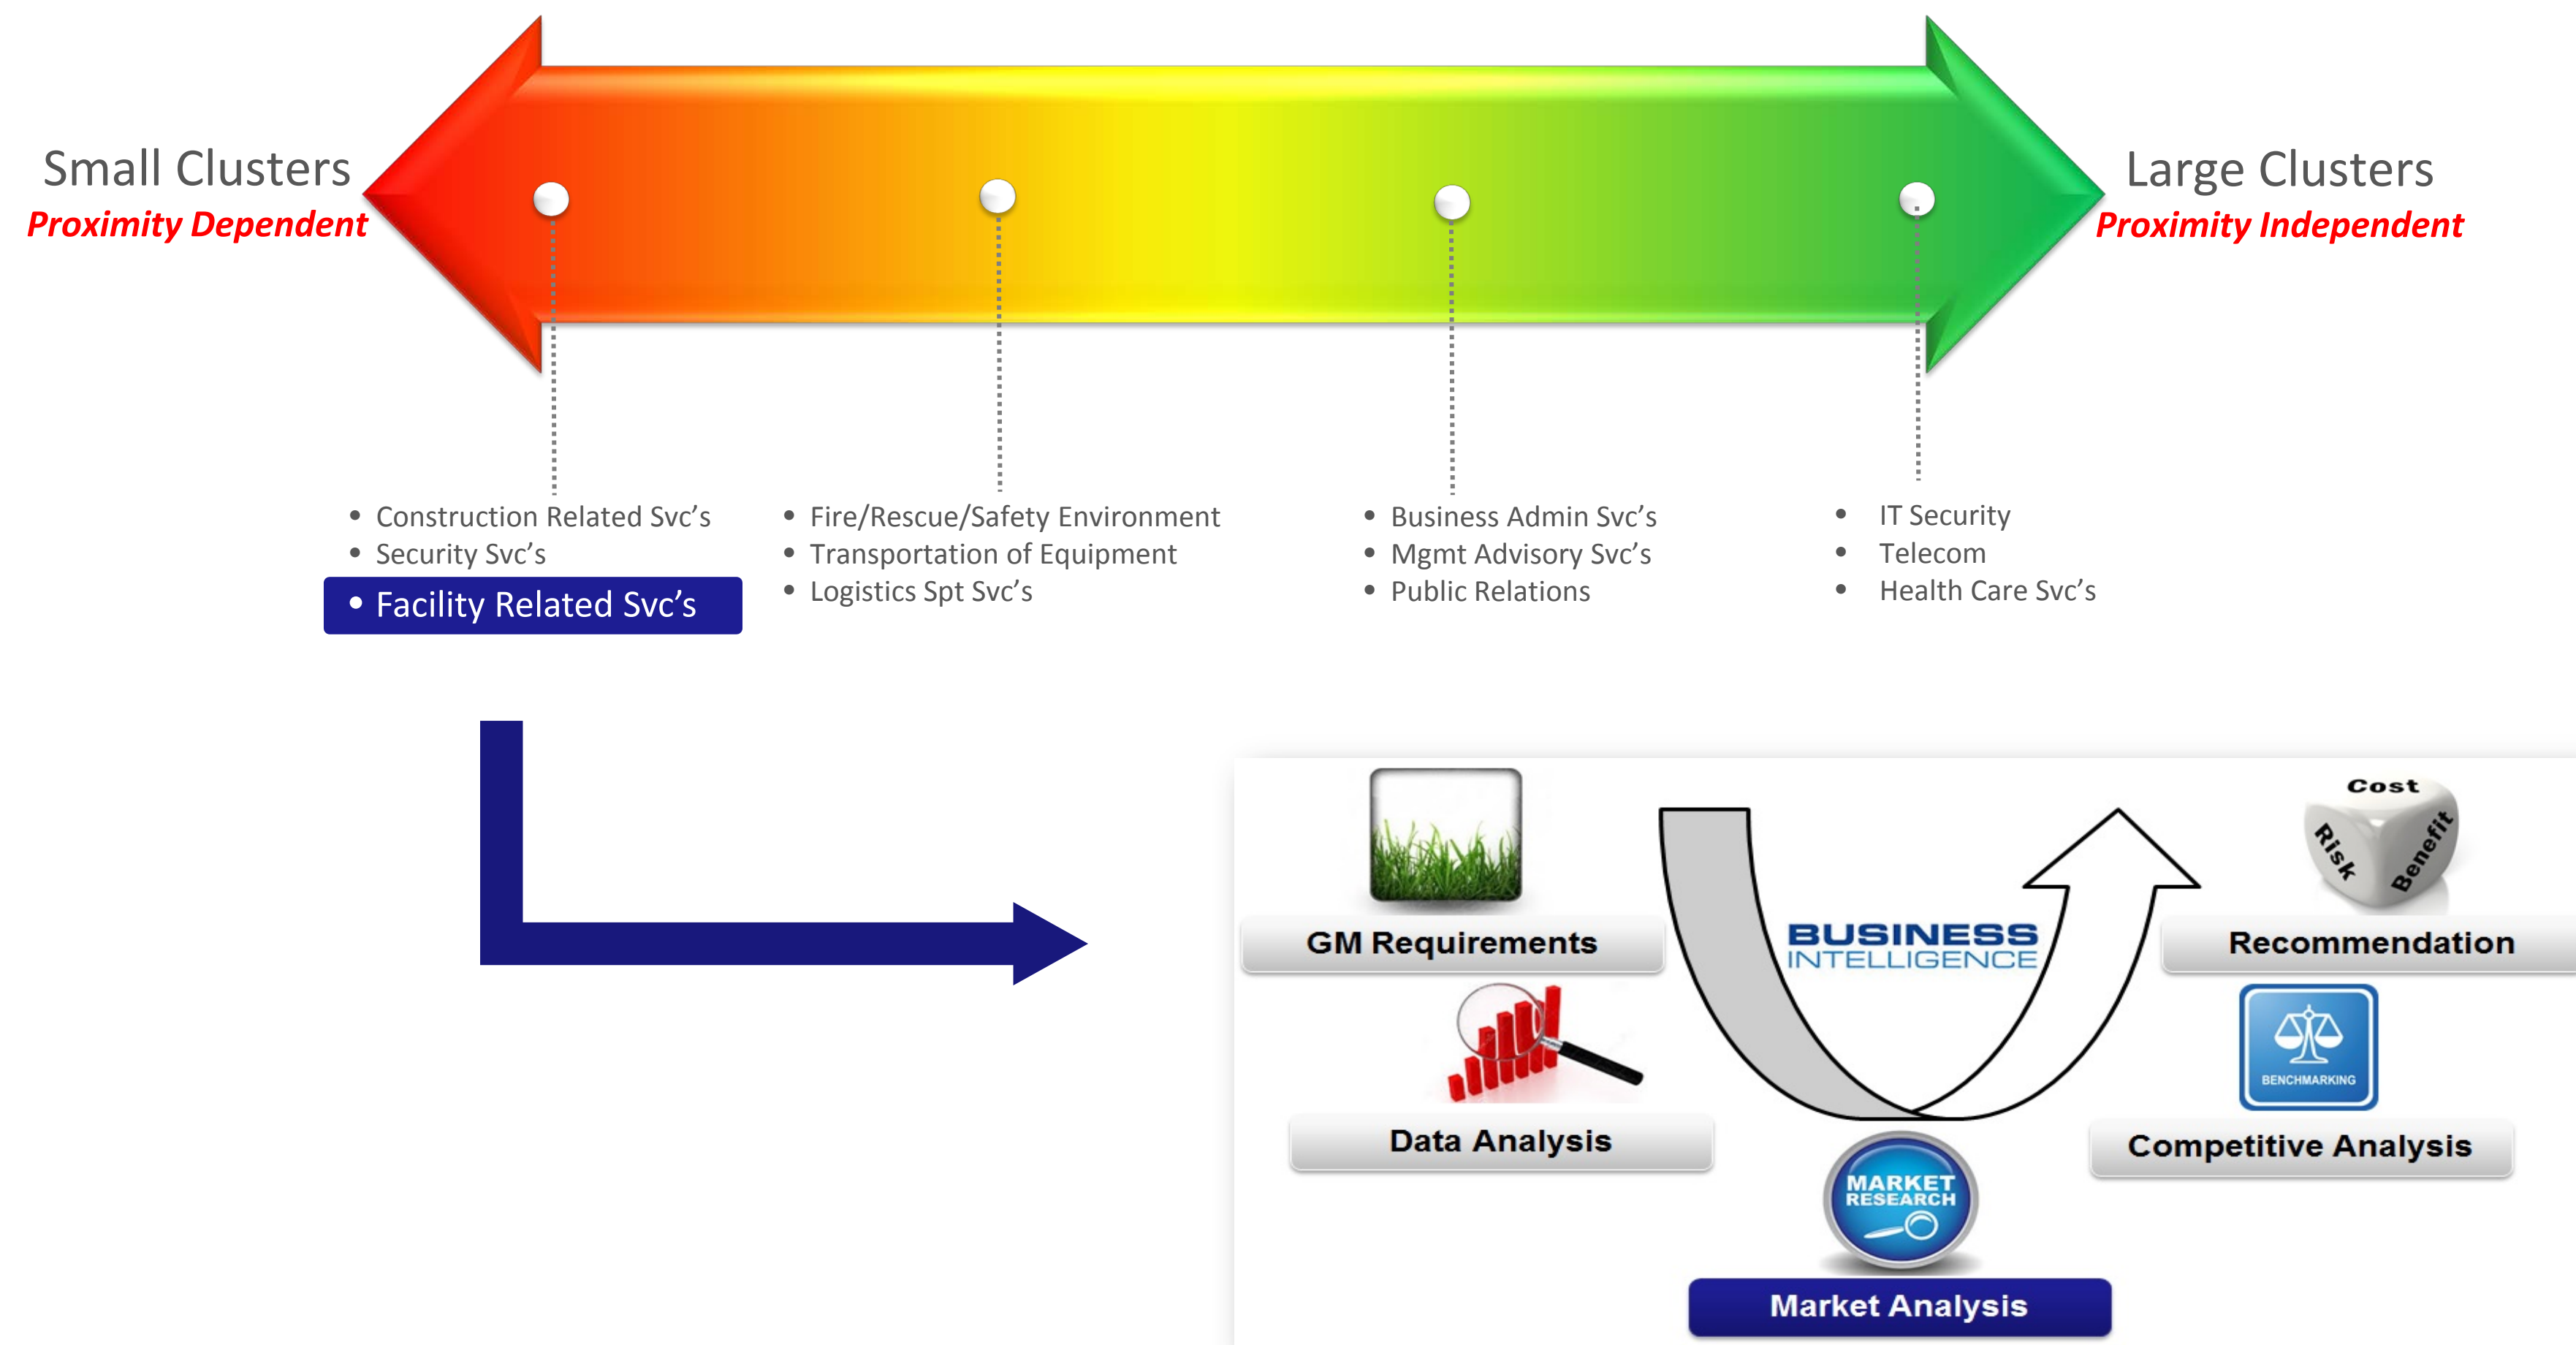 Small Clusters
Proximity Dependent
Large Clusters
Proximity Independent
• Construction Related Svc’s
• Security Svc’s
• Facility Related Svc’s
• Fire/Rescue/Safety Environment
• Transportation of Equipment
• Logistics Spt Svc’s
• Business Admin Svc’s
• Mgmt Advisory Svc’s
• Public Relations
• IT Security
• Telecom
• Health Care Svc’s
GM Requirements
Data Analysis
BUSINESS
INTELLIGENCE
MARKET
RESEARCH
Market Analysis
Cost
Risk
Benefit
Recommendation
BENCHMARKING
Competitive Analysis